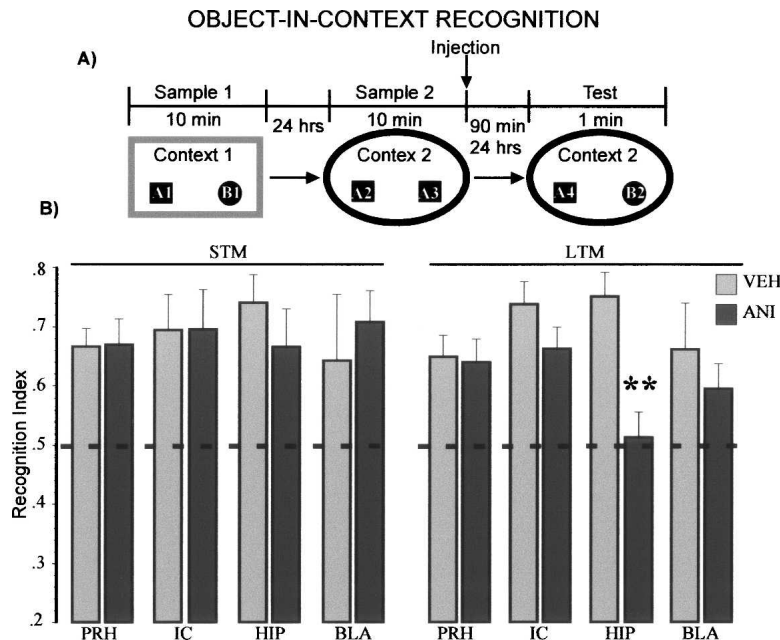 OBJECT-IN-CONTEXT RECOGNITION
Injection
A)
Sample 1 Sample 2 Test
10 min 24 hrs 10 min 90 min 1 min
24 hrs
Context 1 Contex 2 Context 2
A1 B1 A2 A3 A4 B2
B)
STM LTM
.8
VEH
ANI
.7
.6
**
.5
.4
.3
.2
Recognition Index
PRH IC HIP BLA PRH IC HIP BLA